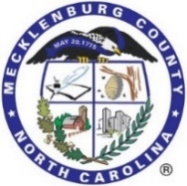 MECKLENBURG COUNTY
MAY 20, 1775
NORTH CAROLINA
®